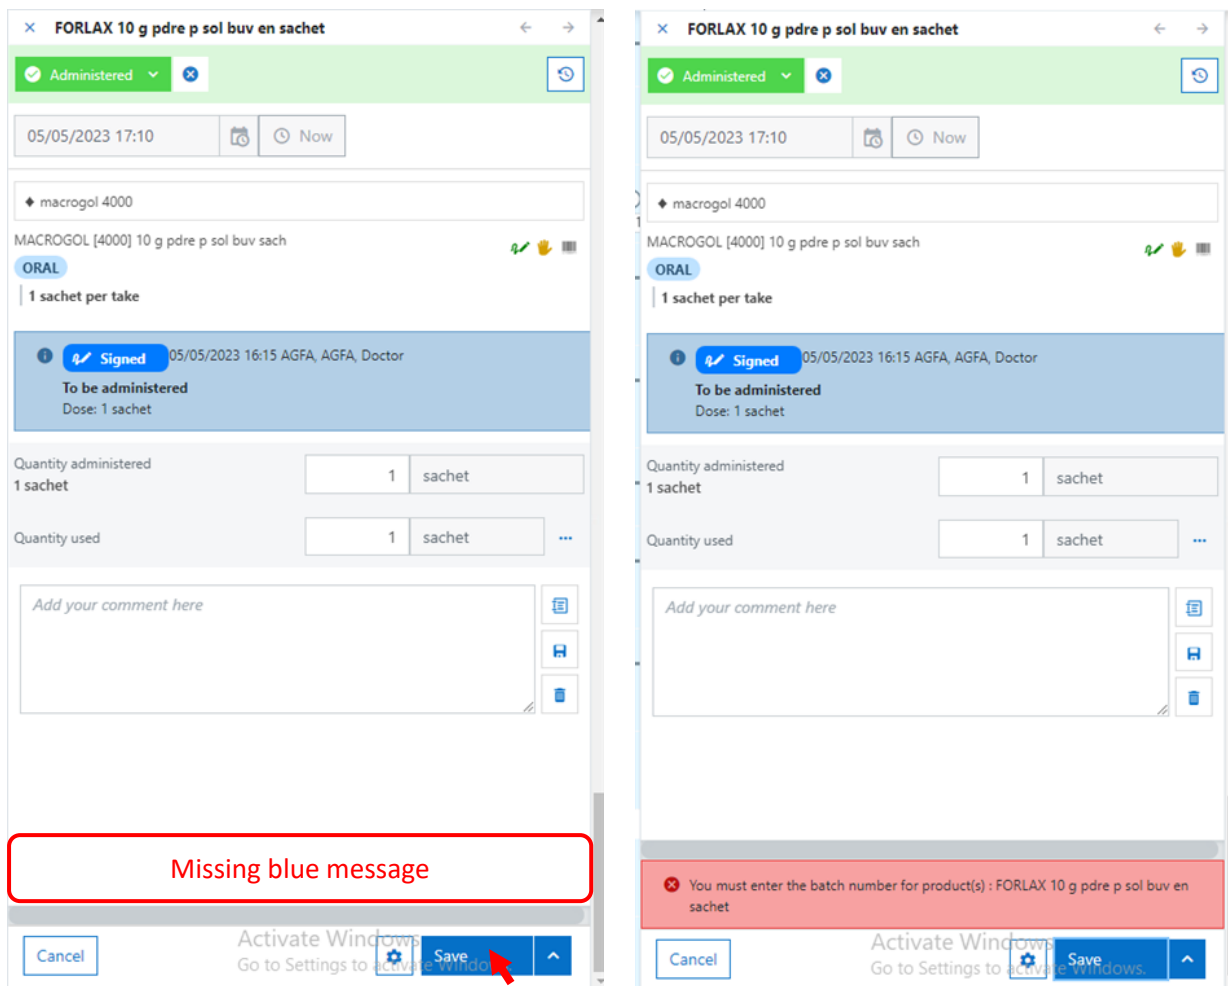 FORLAX 10 g pdre p sol buv en sachet
Administered
05/05/2023 17:10
Now
macrogol 4000
MACROGOL [4000] 10 g pdre p sol buv sach
ORAL
1 sachet per take
Signed 05/05/2023 16:15 AGFA, AGFA, Doctor
To be administered
Dose: 1 sachet
Quantity administered
1 sachet
1 sachet
Quantity used
1 sachet
Add your comment here
Missing blue message
Activate Windows
Go to Settings to activate Windows.
Cancel
Save
FORLAX 10 g pdre p sol buv en sachet
Administered
05/05/2023 17:10
Now
macrogol 4000
MACROGOL [4000] 10 g pdre p sol buv sach
ORAL
1 sachet per take
Signed 05/05/2023 16:15 AGFA, AGFA, Doctor
To be administered
Dose: 1 sachet
Quantity administered
1 sachet
1 sachet
Quantity used
1 sachet
Add your comment here
You must enter the batch number for product(s) : FORLAX 10 g pdre p sol buv en
sachet
Activate Windows
Go to Settings to activate Windows.
Cancel
Save